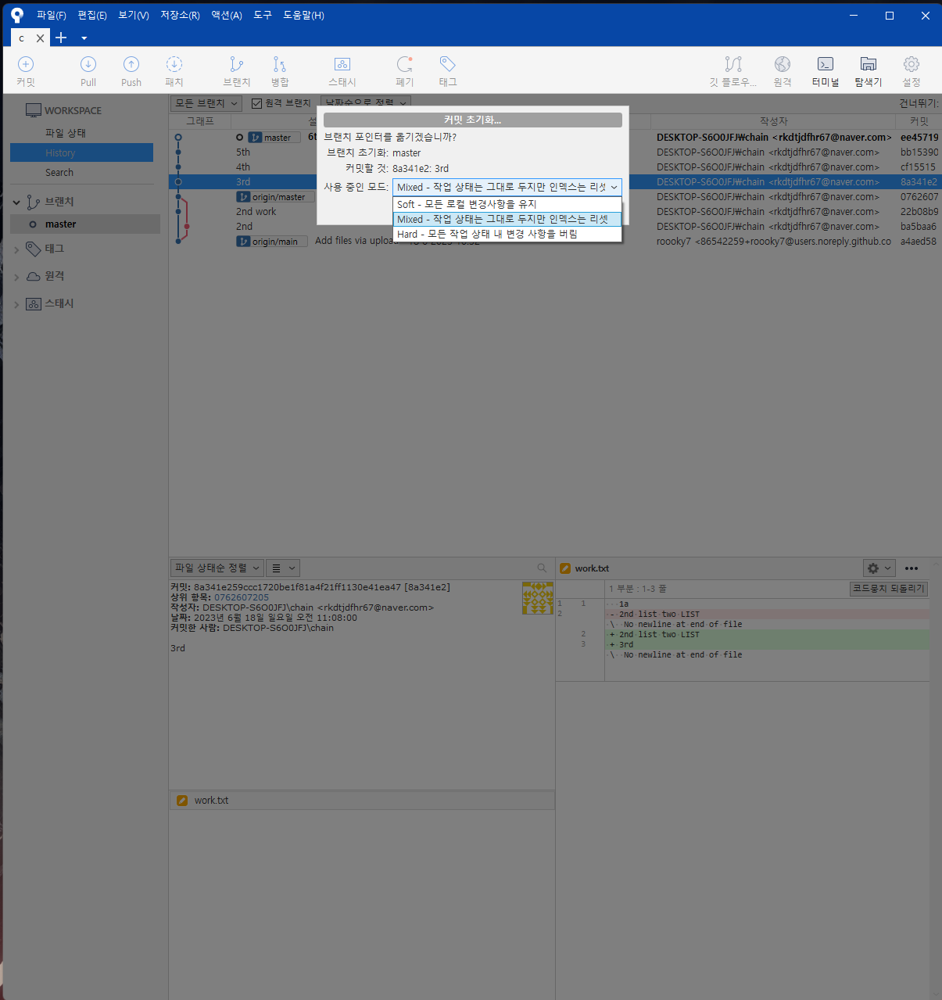 파일(F) 편집(E) 보기(V) 저장소(R) 액션(A) 도구 도움말(H)
c
커밋 Pull Push 패치 브랜치 병합 스태시 폐기 태그 깃 플로우... 원격 터미널 탐색기 설정
WORKSPACE
파일 상태
History
Search
브랜치
master
태그
원격
스태시
모든 브랜치 원격 브랜치 날짜순으로 정렬 건너뛰기:
그래프 작성자 커밋
master DESKTOP-S6O0JFJ₩chain <rkdtjdfhr67@naver.com> ee45719
5th DESKTOP-S6O0JFJ₩chain <rkdtjdfhr67@naver.com> bb15390
4th DESKTOP-S6O0JFJ₩chain <rkdtjdfhr67@naver.com> cf15515
3rd DESKTOP-S6O0JFJ₩chain <rkdtjdfhr67@naver.com> 8a341e2
origin/master DESKTOP-S6O0JFJ₩chain <rkdtjdfhr67@naver.com> 0762607
2nd work DESKTOP-S6O0JFJ₩chain <rkdtjdfhr67@naver.com> 22b08b9
2nd DESKTOP-S6O0JFJ₩chain <rkdtjdfhr67@naver.com> ba5baa6
origin/main Add files via upload roooky7 <86542259+roooky7@users.noreply.github.co a4aed58
커밋 초기화...
브랜치 포인터를 옮기겠습니까?
브랜치 초기화: master
커밋할 것: 8a341e2: 3rd
사용 중인 모드: Mixed - 작업 상태는 그대로 두지만 인덱스는 리셋
Soft - 모든 로컬 변경사항을 유지
Mixed - 작업 상태는 그대로 두지만 인덱스는 리셋
Hard - 모든 작업 상태 내 변경 사항을 버림
파일 상태순 정렬
커밋: 8a341e259ccc1720be1f81a4f21ff1130e41ea47 [8a341e2]
상위 항목: 0762607205
작성자: DESKTOP-S6O0JFJ\chain <rkdtjdfhr67@naver.com>
날짜: 2023년 6월 18일 일요일 오전 11:08:00
커밋한 사람: DESKTOP-S6O0JFJ\chain
3rd
work.txt
work.txt
1 부분 : 1-3 줄 코드뭉치 되돌리기
1 1 1a
2 - 2nd list two LIST
\ No newline at end of file
2 + 2nd list two LIST
3 + 3rd
\ No newline at end of file